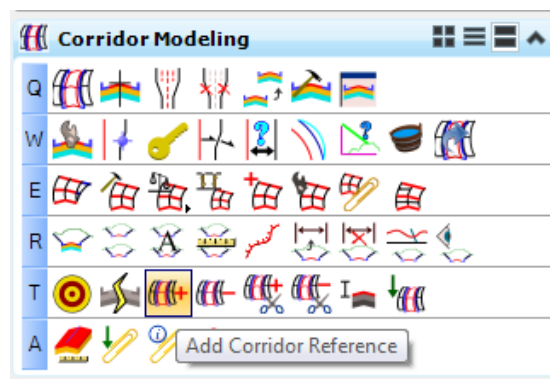 Corridor Modeling
Q
W
E
R
A
T
A
Add Corridor Reference